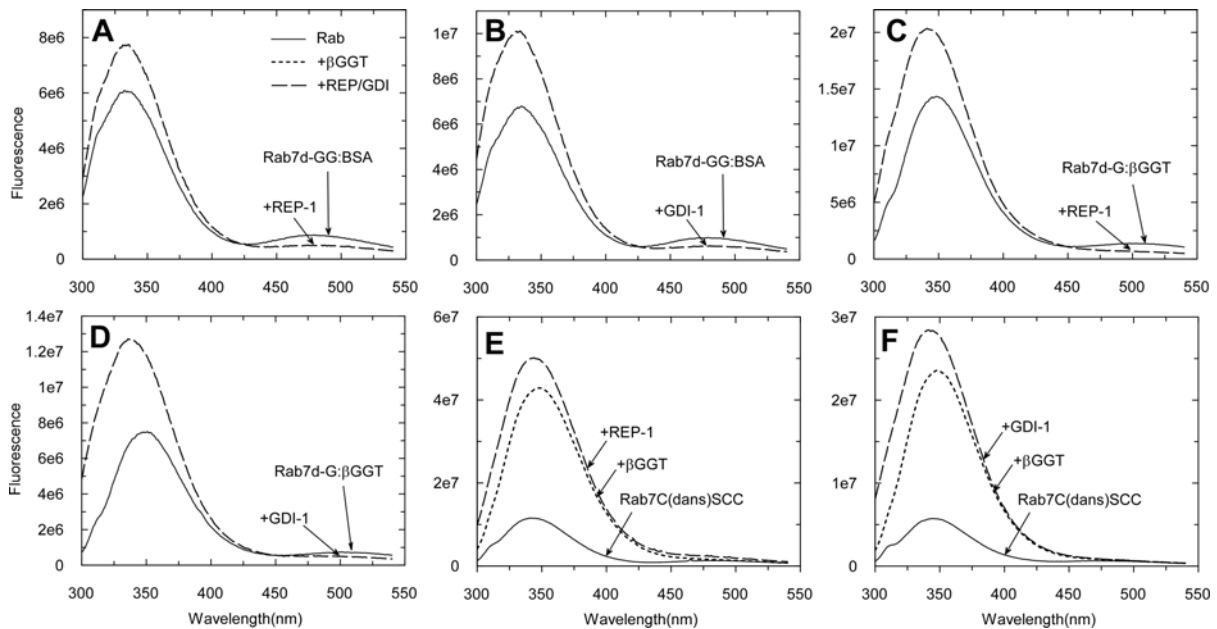 A
8e6
6e6
4e6
2e6
0
Fluorescence
300 350 400 450 500 550
Rab
+βGGT
+REP/GDI
Rab7d-GG:BSA
+REP-1
B
1e7
8e6
6e6
4e6
2e6
0
300 350 400 450 500 550
Rab7d-GG:BSA
+GDI-1
C
2e7
1.5e7
1e7
5e6
0
300 350 400 450 500 550
Rab7d-G:βGGT
+REP-1
D
1.4e7
1.2e7
1e7
8e6
6e6
4e6
2e6
0
Fluorescence
300 350 400 450 500 550
Wavelength(nm)
Rab7d-G:βGGT
+GDI-1
E
6e7
4e7
2e7
0
300 350 400 450 500 550
Wavelength(nm)
+REP-1
+βGGT
Rab7C(dans)SCC
F
3e7
2e7
1e7
0
300 350 400 450 500 550
Wavelength(nm)
+GDI-1
+βGGT
Rab7C(dans)SCC